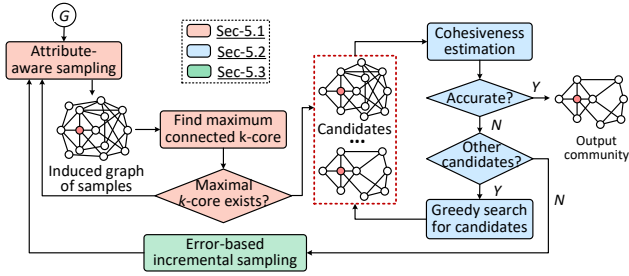 G
Attribute-
aware sampling
Induced graph
of samples
Find maximum
connected k-core
Maximal
k-core exists?
Sec-5.1
Sec-5.2
Sec-5.3
Candidates
...
Cohesiveness
estimation
Accurate?
Y
N
Output
community
Other
candidates?
N
Y
Greedy search
for candidates
Error-based
incremental sampling